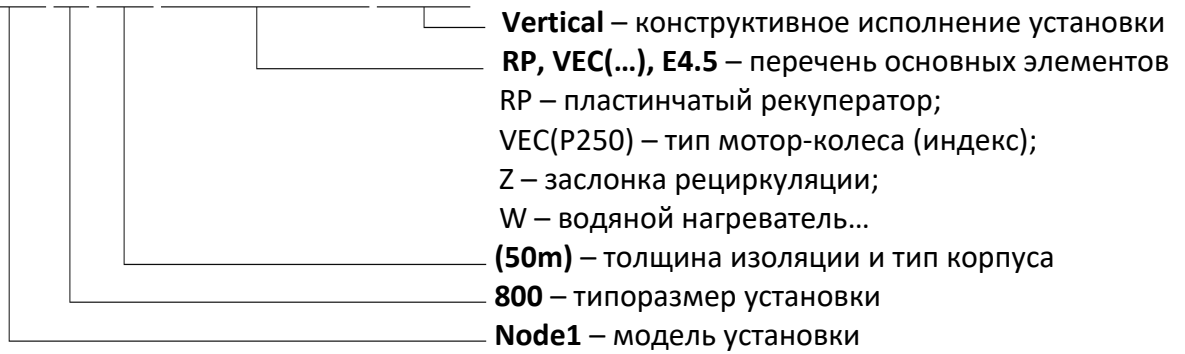 Vertical – конструктивное исполнение установки
RP, VEC(…), E4.5 – перечень основных элементов
RP – пластинчатый рекуператор;
VEC(P250) – тип мотор-колеса (индекс);
Z – заслонка рециркуляции;
W – водяной нагреватель…
(50m) – толщина изоляции и тип корпуса
800 – типоразмер установки
Node1 – модель установки